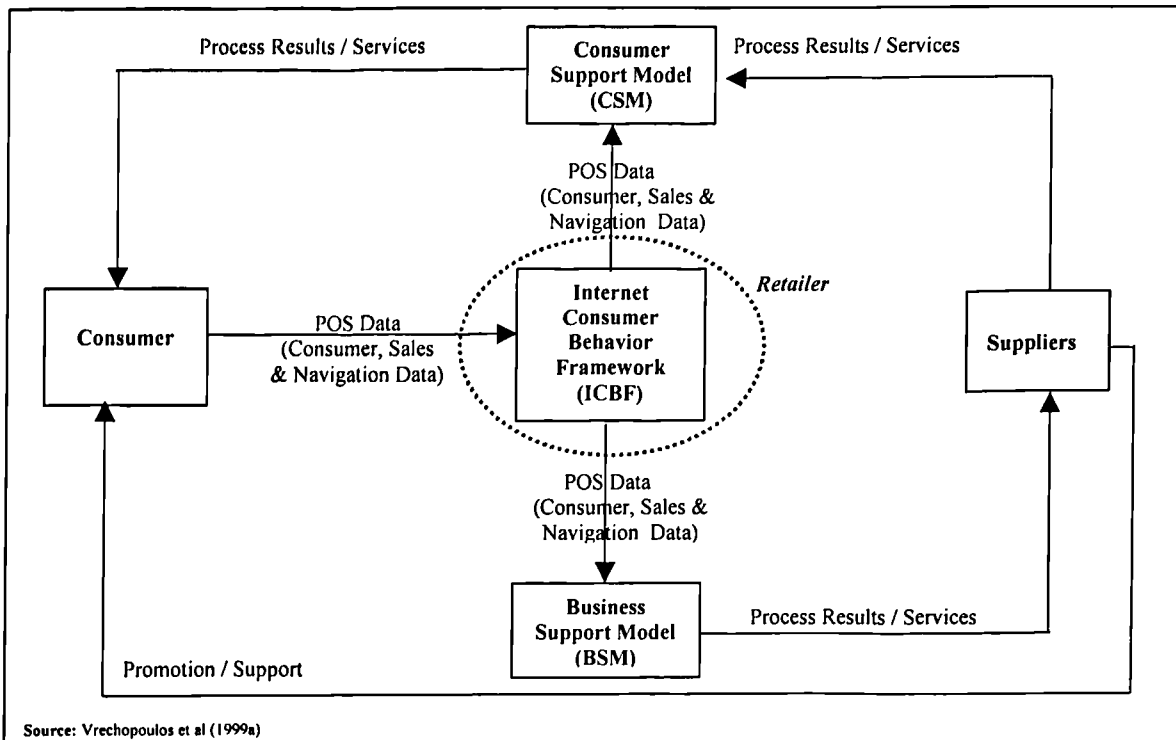 Process Results / Services
Consumer
Support Model
(CSM)
Process Results / Services
POS Data
(Consumer, Sales &
Navigation Data)
Retailer
Internet
Consumer
Behavior
Framework
(ICBF)
Consumer
POS Data
(Consumer, Sales
& Navigation Data)
Suppliers
POS Data
(Consumer, Sales &
Navigation Data)
Business
Support Model
(BSM)
Process Results / Services
Promotion / Support
Source: Vrechopoulos et al (1999a)